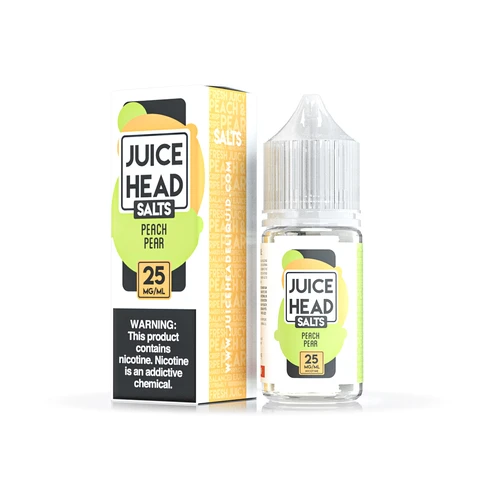 JUICE
HEAD
SALTS
PEACH
PEAR
25
MG/ML
WARNING:
This product
contains
nicotine. Nicotine
is an addictive
chemical.
SALTS
WWW.JUICEHEADELIQUID.COM
JUICE
HEAD
SALTS
PEACH
PEAR
25
MG/ML